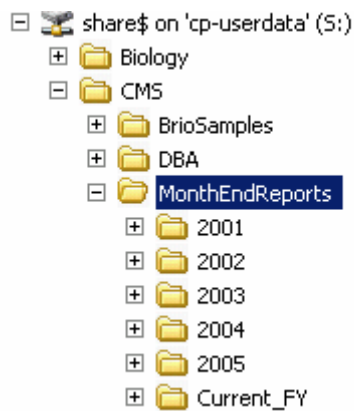 share$ on 'cp-userdata' (S:)
Biology
CMS
BrioSamples
DBA
MonthEndReports
2001
2002
2003
2004
2005
Current_FY